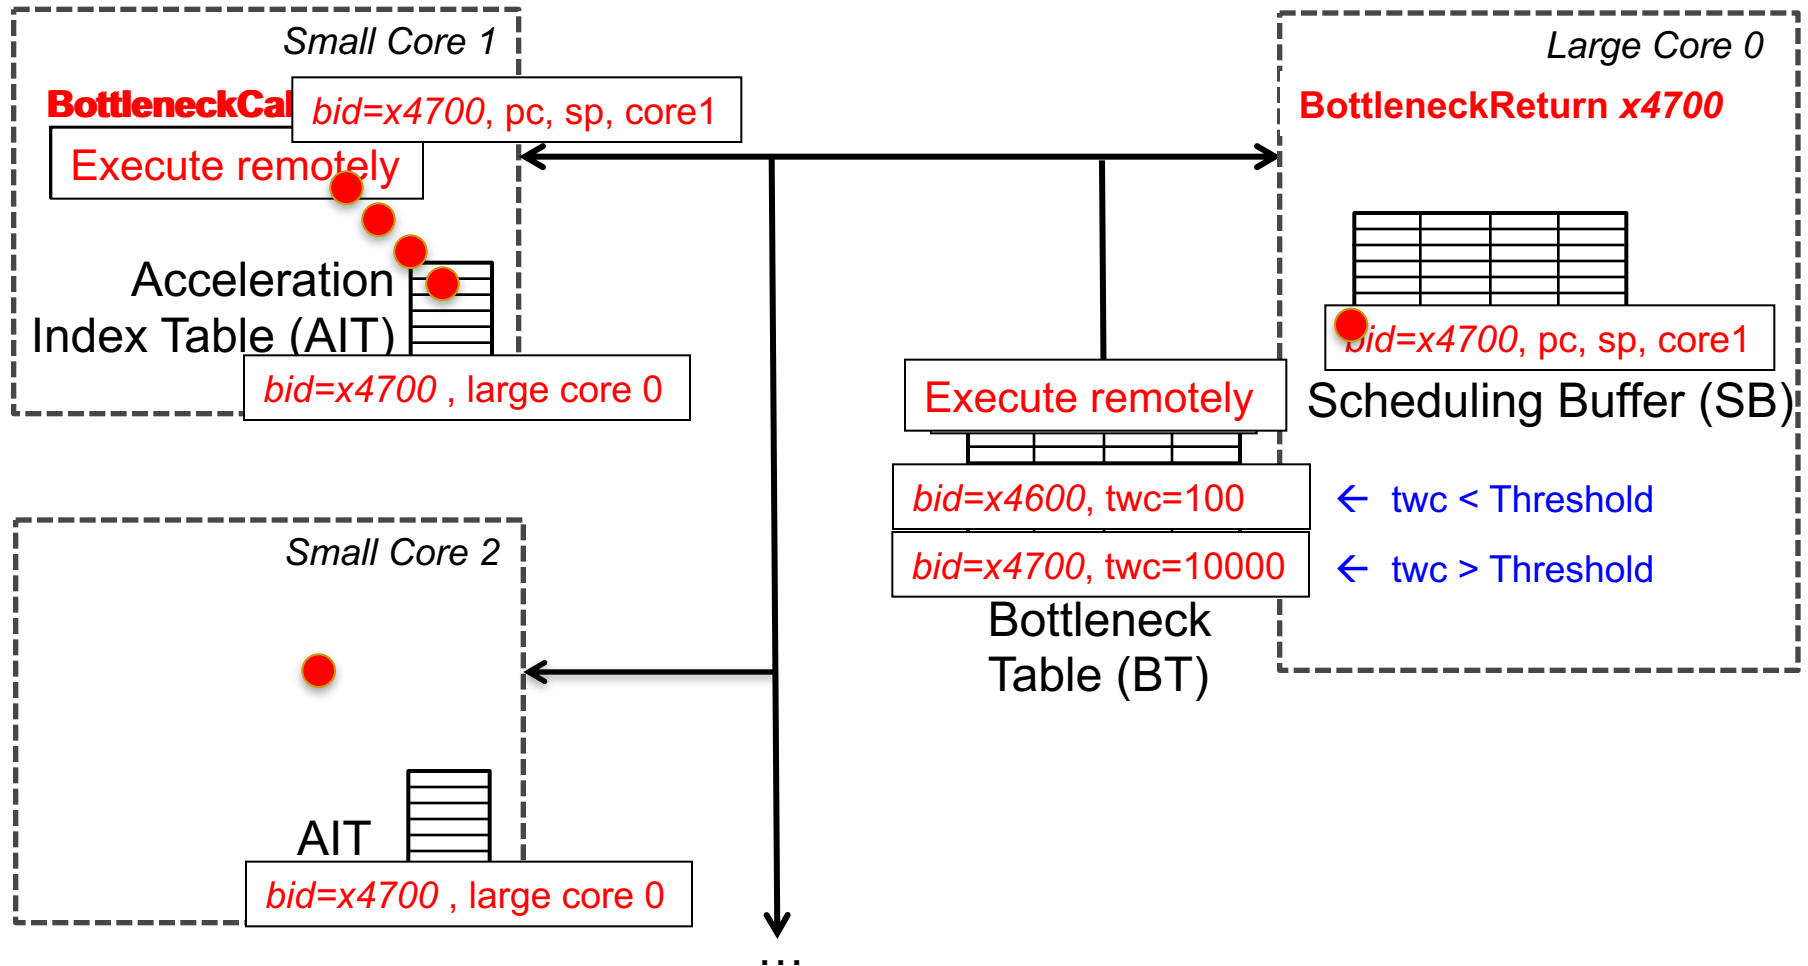 Small Core 1
bid=x4700, pc, sp, core1
Execute remotely
Acceleration
Index Table (AIT)
bid=x4700 , large core 0
Large Core 0
BottleneckReturn x4700
bid=x4700, pc, sp, core1
Scheduling Buffer (SB)
Execute remotely
bid=x4600, twc=100
← twc < Threshold
bid=x4700, twc=10000
← twc > Threshold
Bottleneck
Table (BT)
Small Core 2
AIT
bid=x4700 , large core 0
...